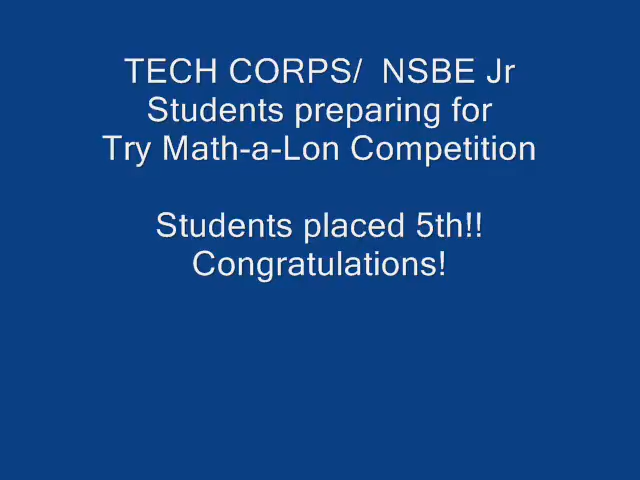 TECH CORPS/  NSBE Jr
Students preparing for
Try Math-a-Lon Competition
Students placed 5th!!
Congratulations!